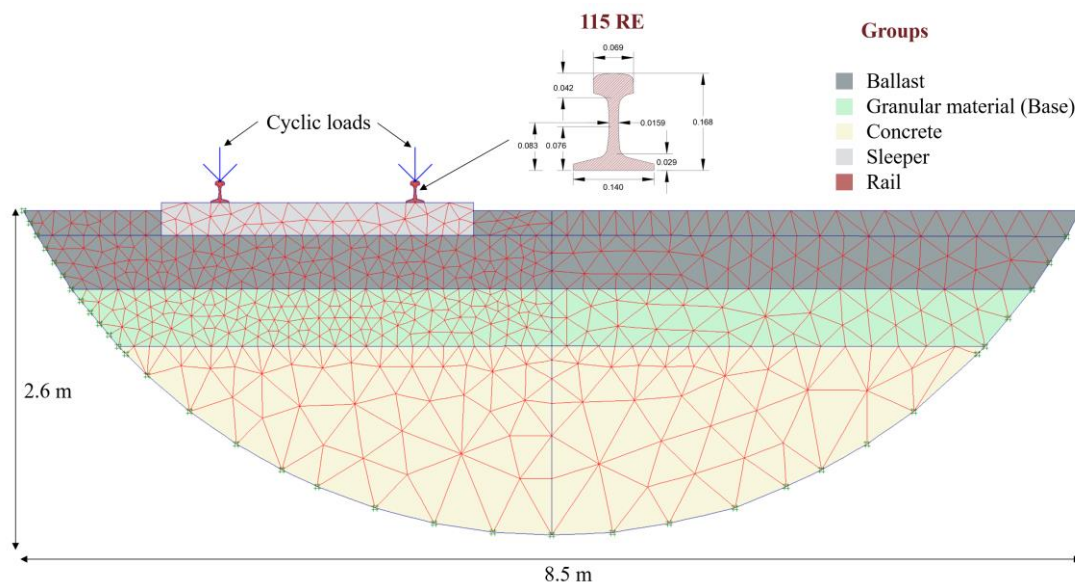 115 RE
Groups
0.069
0.042
Ballast
Granular material (Base)
Cyclic loads
0.0159
0.168
0.083
0.076
Concrete
0.029
Sleeper
0.140
Rail
2.6 m
8.5 m